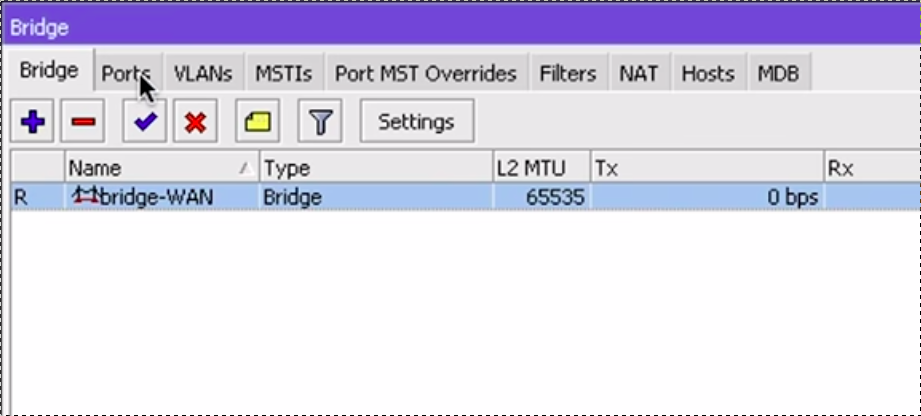 Bridge
Bridge Ports VLANs MSTIs Port MST Overrides Filters NAT Hosts MDB
Settings
Name Type L2 MTU Tx Rx
R bridge-WAN Bridge 65535 0 bps